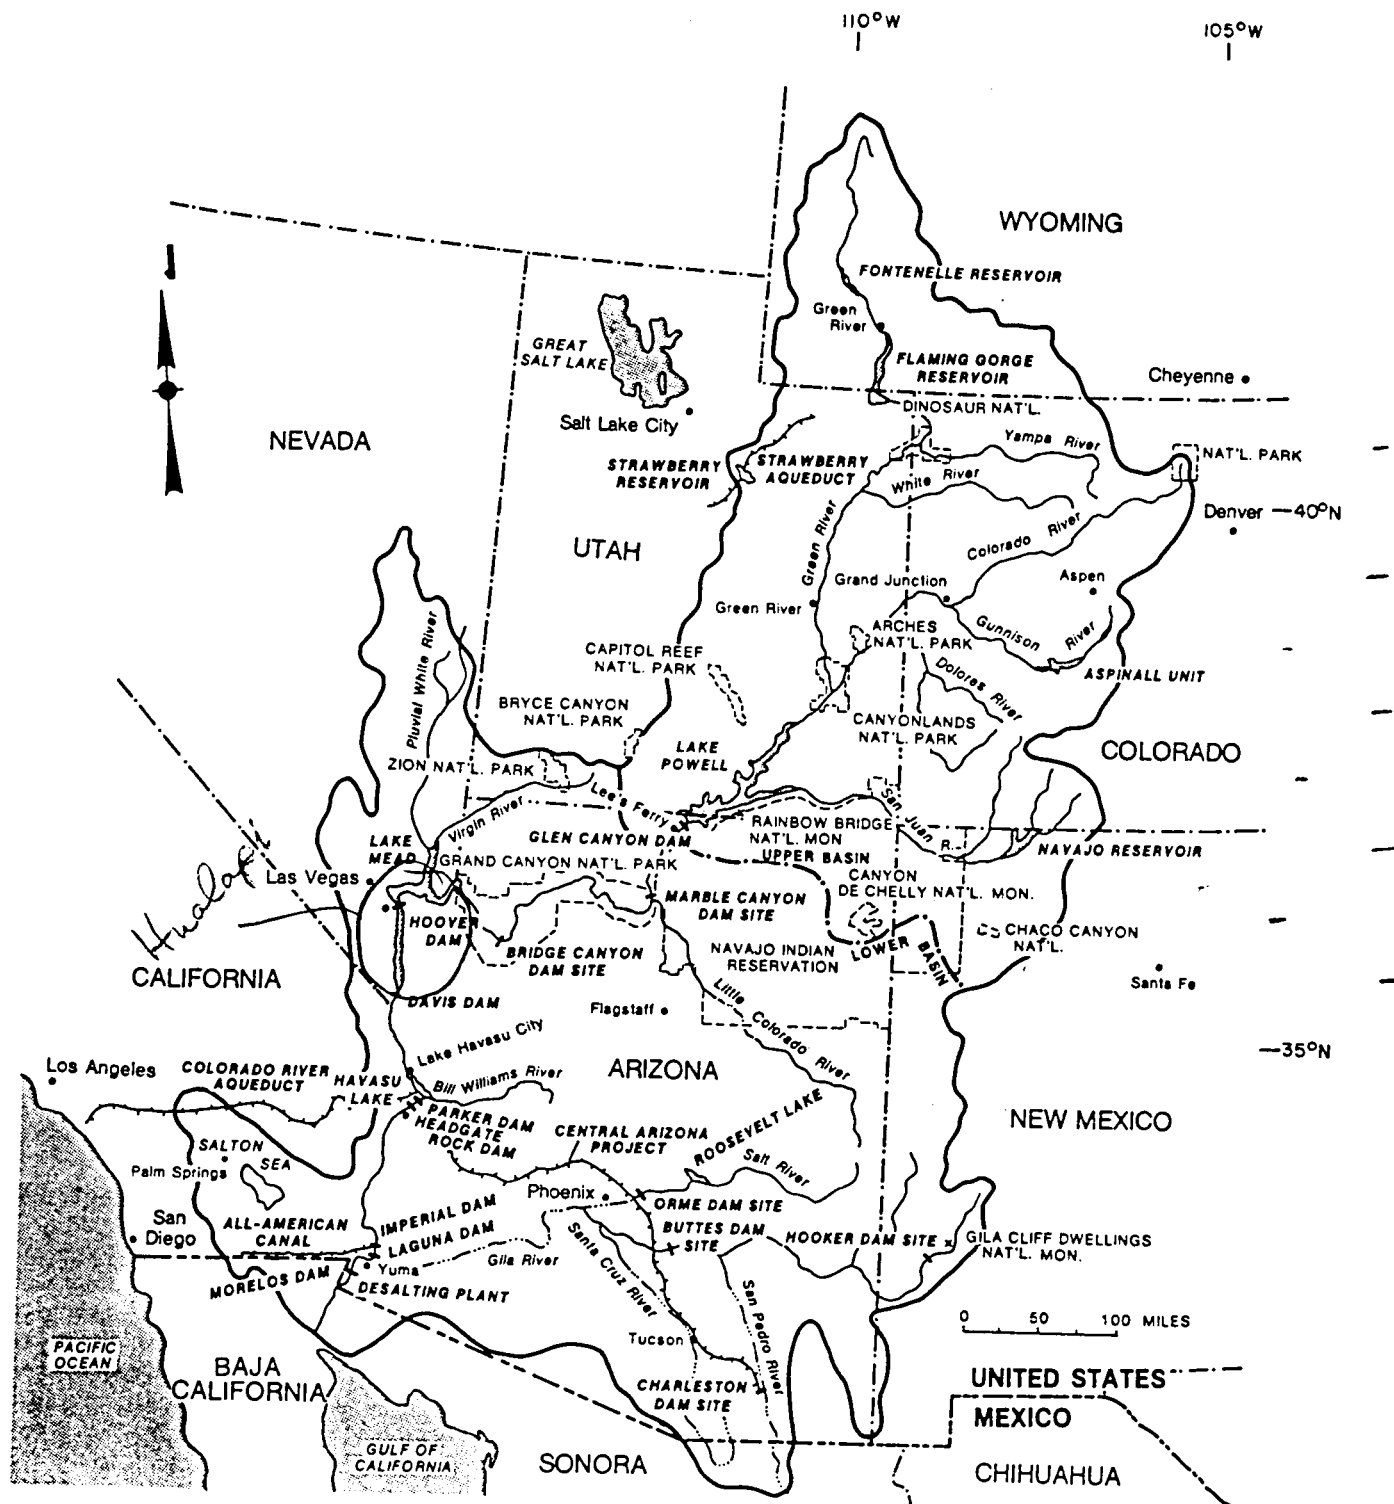 110°W
105°W
WYOMING
FONTENELLE RESERVOIR
Green
River
GREAT
SALT LAKE
FLAMING GORGE
RESERVOIR
Cheyenne
DINOSAUR NAT'L.
Salt Lake City
NEVADA
Yampa River
NAT'L. PARK
STRAWBERRY
RESERVOIR
STRAWBERRY
AQUEDUCT
White River
Denver
40°N
UTAH
Green River
Colorado River
Grand Junction
Aspen
Green River
Gunnison River
ARCHES
NAT'L. PARK
Pluvial White River
CAPITOL REEF
NAT'L. PARK
Dolores River
ASPINALL UNIT
BRYCE CANYON
NAT'L. PARK
CANYONLANDS
NAT'L. PARK
LAKE
POWELL
COLORADO
ZION NAT'L. PARK
Virgin River
Lee's Ferry
San Juan R.
RAINBOW BRIDGE
NAT'L. MON
GLEN CANYON DAM
LAKE
MEAD
UPPER BASIN
NAVAJO RESERVOIR
GRAND CANYON NAT'L. PARK
Las Vegas
CANYON
DE CHELLY NAT'L. MON.
MARBLE CANYON
DAM SITE
Hualapai
HOOVER
DAM
CHACO CANYON
NAT'L.
BRIDGE CANYON
DAM SITE
NAVAJO INDIAN
RESERVATION
LOWER BASIN
CALIFORNIA
Santa Fe
DAVIS DAM
Flagstaff
Little Colorado River
Lake Havasu City
35°N
Los Angeles
COLORADO RIVER
AQUEDUCT
HAVASU
LAKE
Bill Williams River
ARIZONA
PARKER DAM
HEADGATE
ROCK DAM
NEW MEXICO
CENTRAL ARIZONA
PROJECT
ROOSEVELT LAKE
SALTON
SEA
Palm Springs
Salt River
Phoenix
ORME DAM SITE
San
Diego
ALL-AMERICAN
CANAL
IMPERIAL DAM
LAGUNA DAM
BUTTES DAM
SITE
HOOKER DAM SITE
GILA CLIFF DWELLINGS
NAT'L. MON.
Yuma
Gila River
MORELOS DAM
DESALTING PLANT
Santa Cruz River
San Pedro River
0 50 100 MILES
Tucson
PACIFIC
OCEAN
BAJA
CALIFORNIA
CHARLESTON
DAM SITE
UNITED STATES
MEXICO
GULF OF
CALIFORNIA
SONORA
CHIHUAHUA